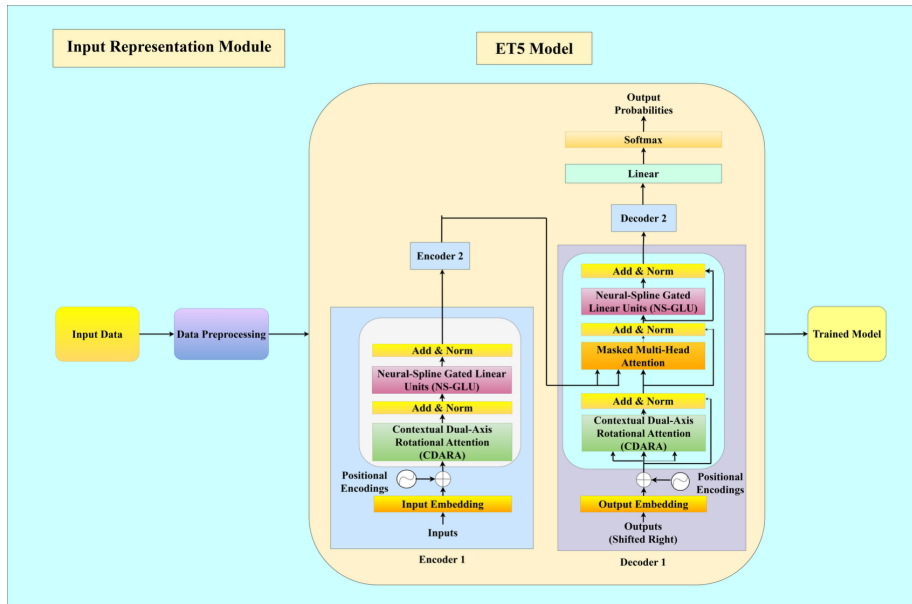 Input Representation Module
ET5 Model
Output
Probabilities
Softmax
Linear
Decoder 2
Encoder 2
Add & Norm
Neural-Spline Gated
Linear Units (NS-GLU)
Add & Norm
Masked Multi-Head
Attention
Add & Norm
Contextual Dual-Axis
Rotational Attention
(CDARA)
Positional
Encodings
Output Embedding
Outputs
(Shifted Right)
Decoder 1
Input Data
Data Preprocessing
Trained Model
Add & Norm
Neural-Spline Gated Linear
Units (NS-GLU)
Add & Norm
Contextual Dual-Axis
Rotational Attention
(CDARA)
Positional
Encodings
Input Embedding
Inputs
Encoder 1